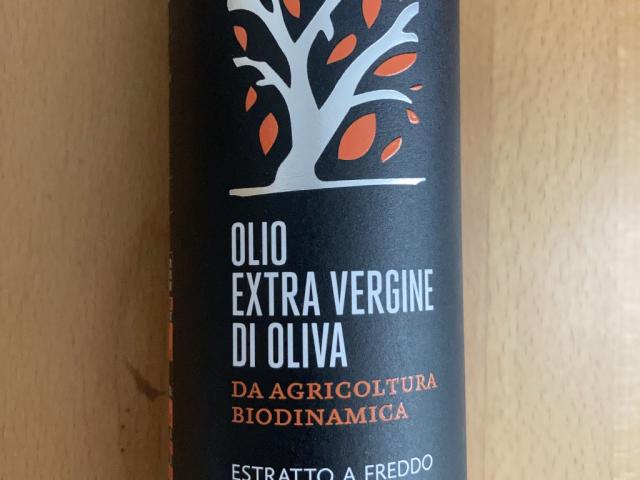 OLIO
EXTRA VERGINE
DI OLIVA
DA AGRICOLTURA
BIODINAMICA
ESTRATTO A FREDDO